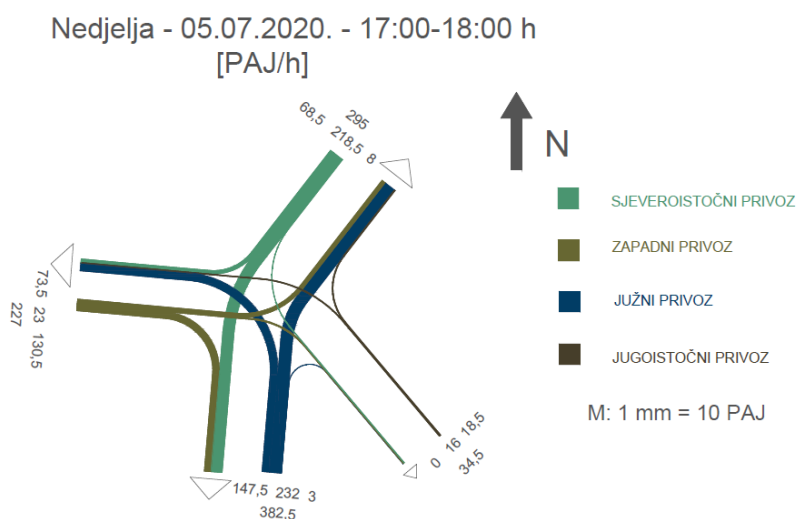 Nedjelja - 05.07.2020. - 17:00-18:00 h
[PAJ/h]
295
68,5 218,5 8
N
SJEVEROISTOČNI PRIVOZ
ZAPADNI PRIVOZ
JUŽNI PRIVOZ
JUGOISTOČNI PRIVOZ
M: 1 mm = 10 PAJ
73,5 23 130,5
227
0 16 18,5
34,5
147,5 232 3
382,5